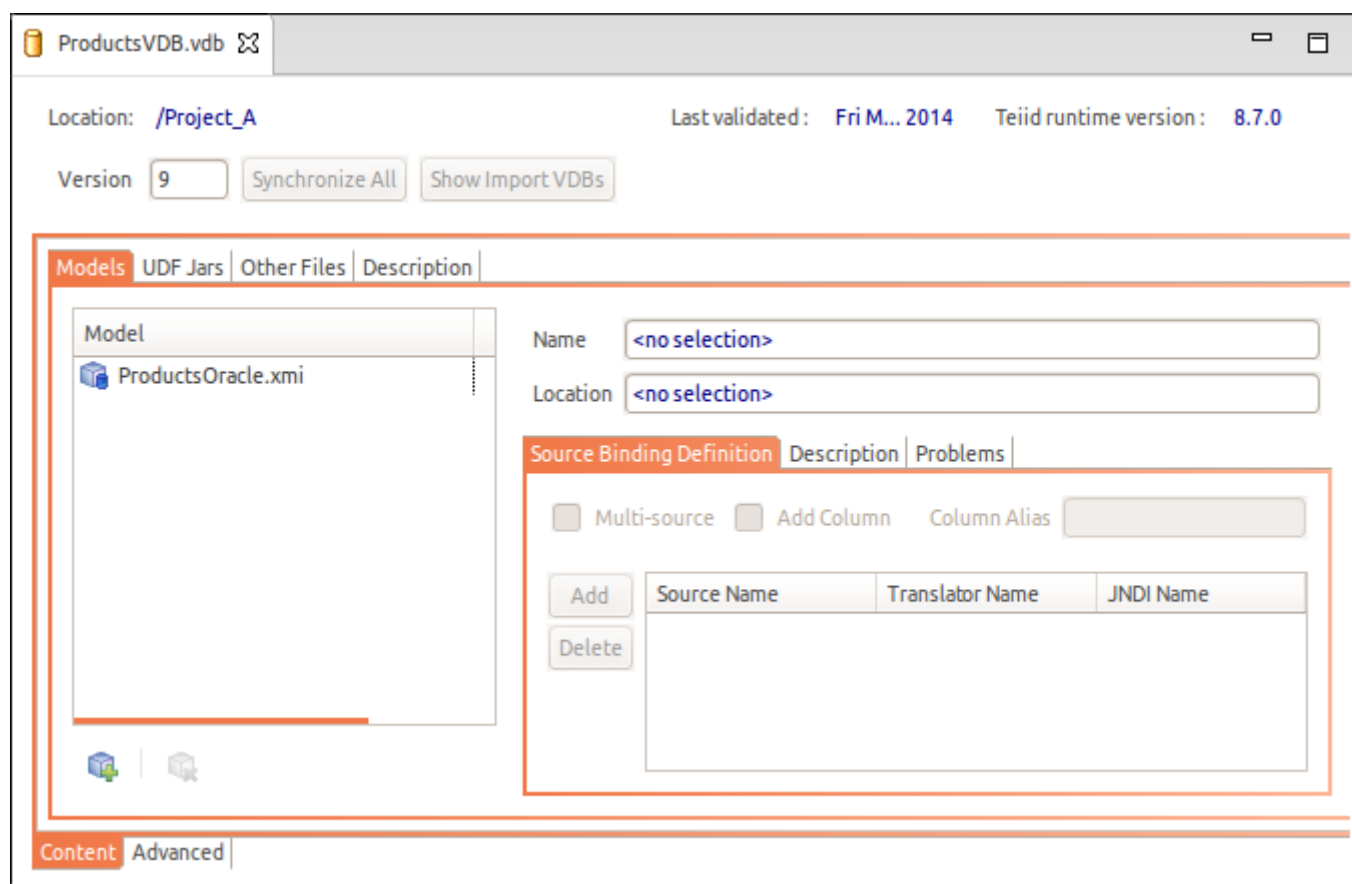 ProductsVDB.vdb
Location: /Project_A Last validated : Fri M... 2014 Teiid runtime version : 8.7.0
Version 9 Synchronize All Show Import VDBs
Models UDF Jars Other Files Description
Model
ProductsOracle.xmi
Name <no selection>
Location <no selection>
Source Binding Definition Description Problems
Multi-source Add Column Column Alias
Add Source Name Translator Name JNDI Name
Delete
Content Advanced